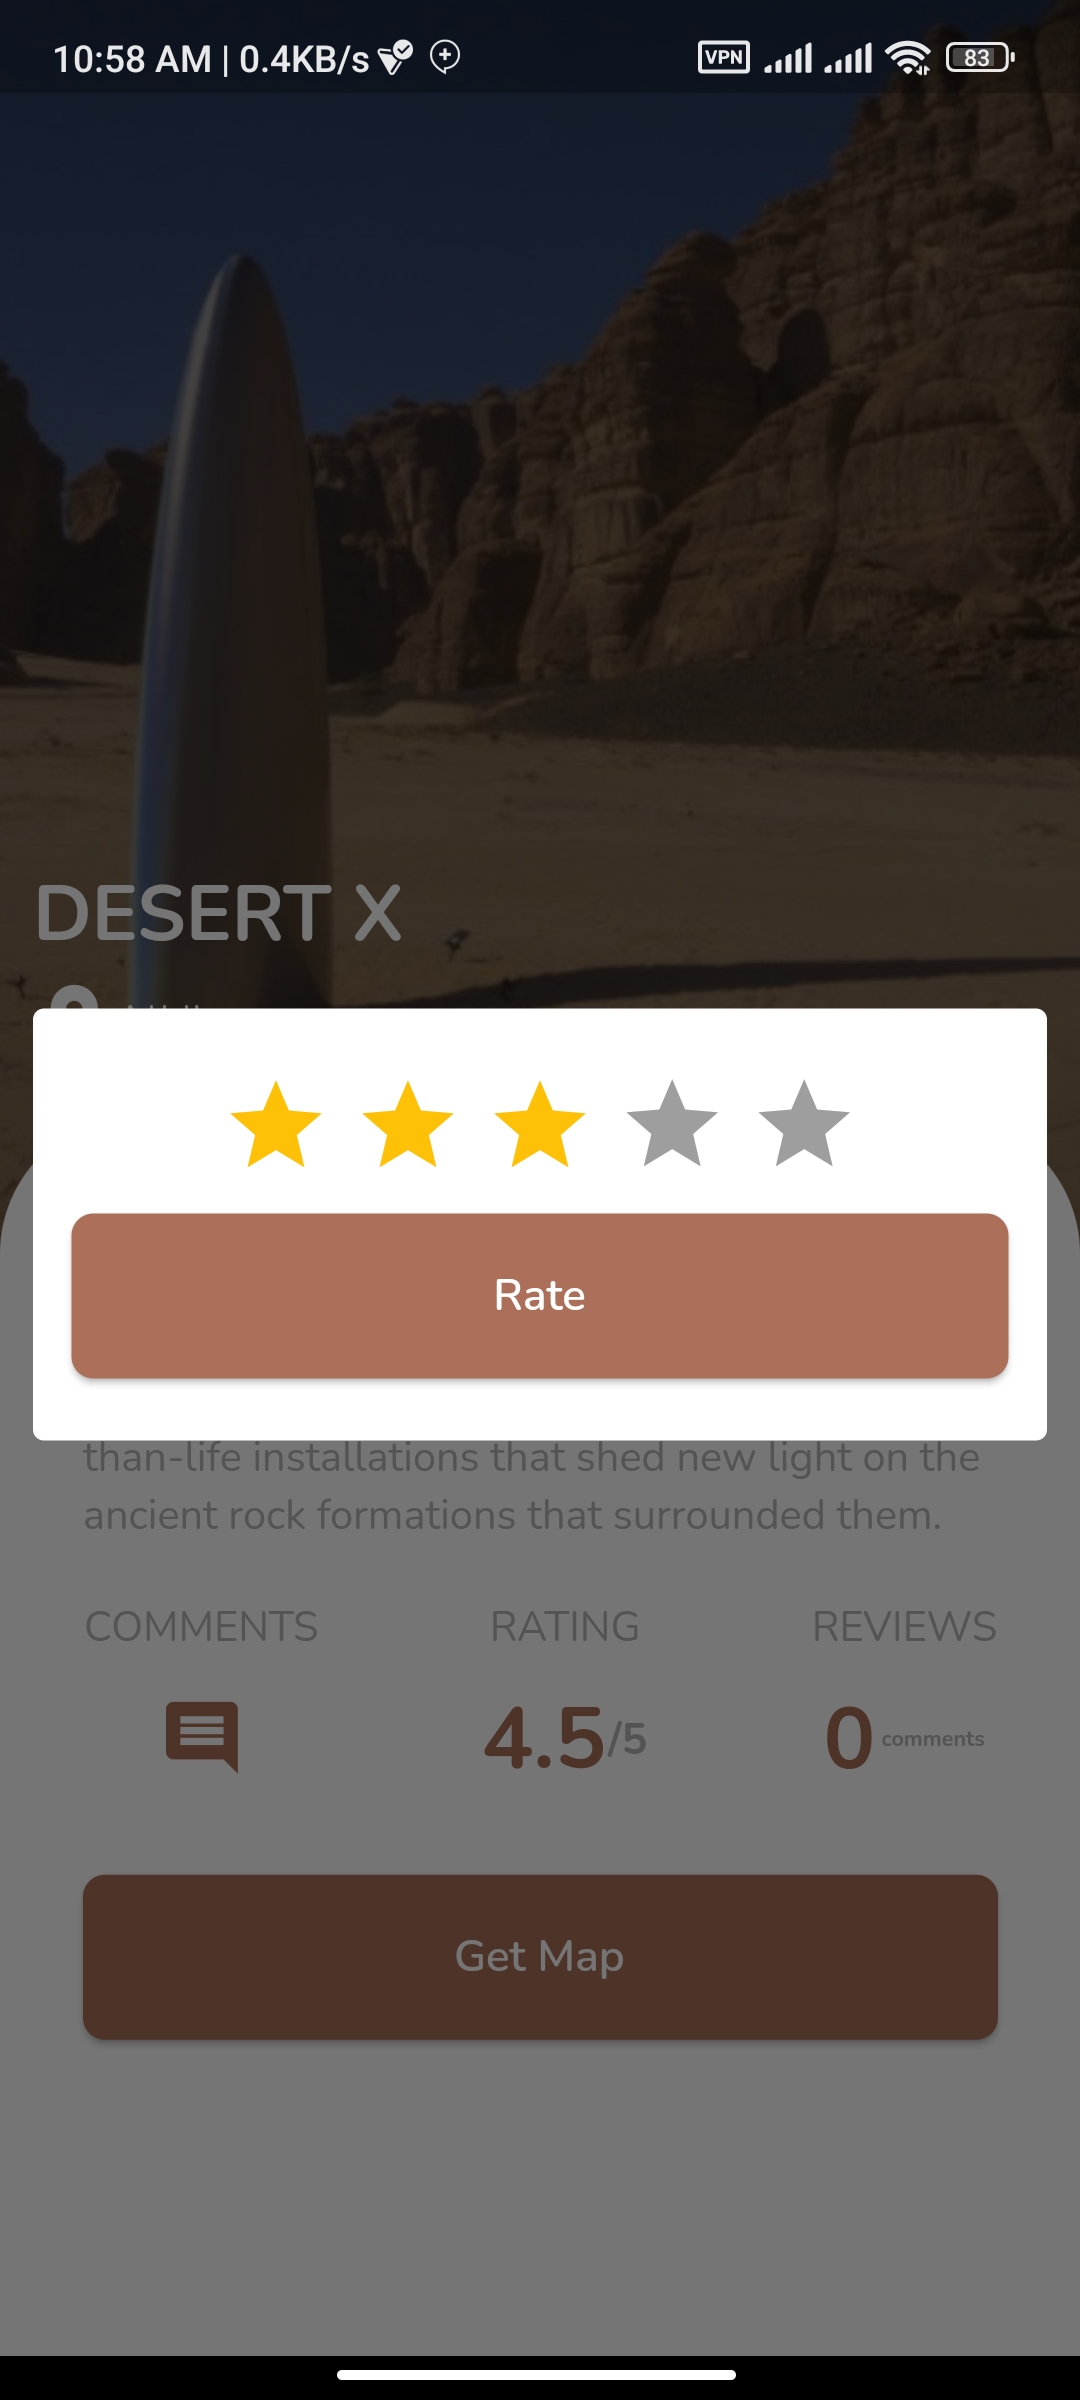 10:58 AM | 0.4KB/s VPN 83
DESERT X
Rate
than-life installations that shed new light on the
ancient rock formations that surrounded them.
COMMENTS RATING REVIEWS
4.5/5 0 comments
Get Map